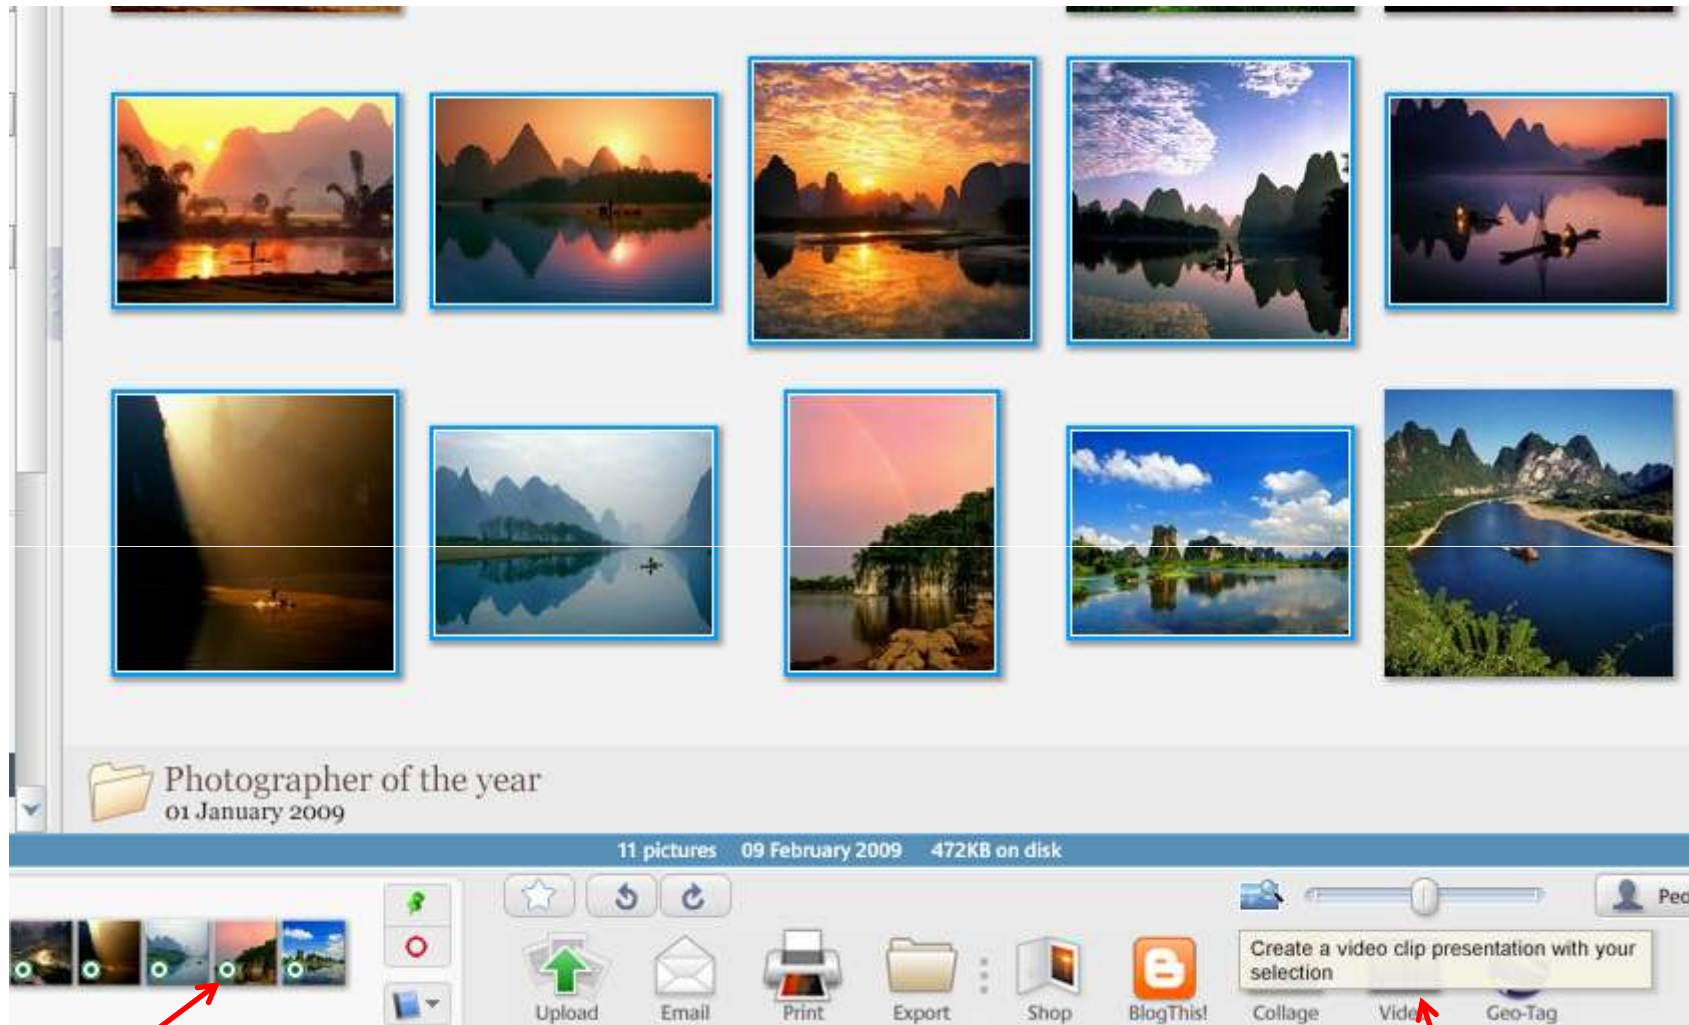 Photographer of the year
01 January 2009
11 pictures 09 February 2009 472KB on disk
Create a video clip presentation with your
selection
Upload Email Print Export Shop BlogThis! Collage Geo-Tag